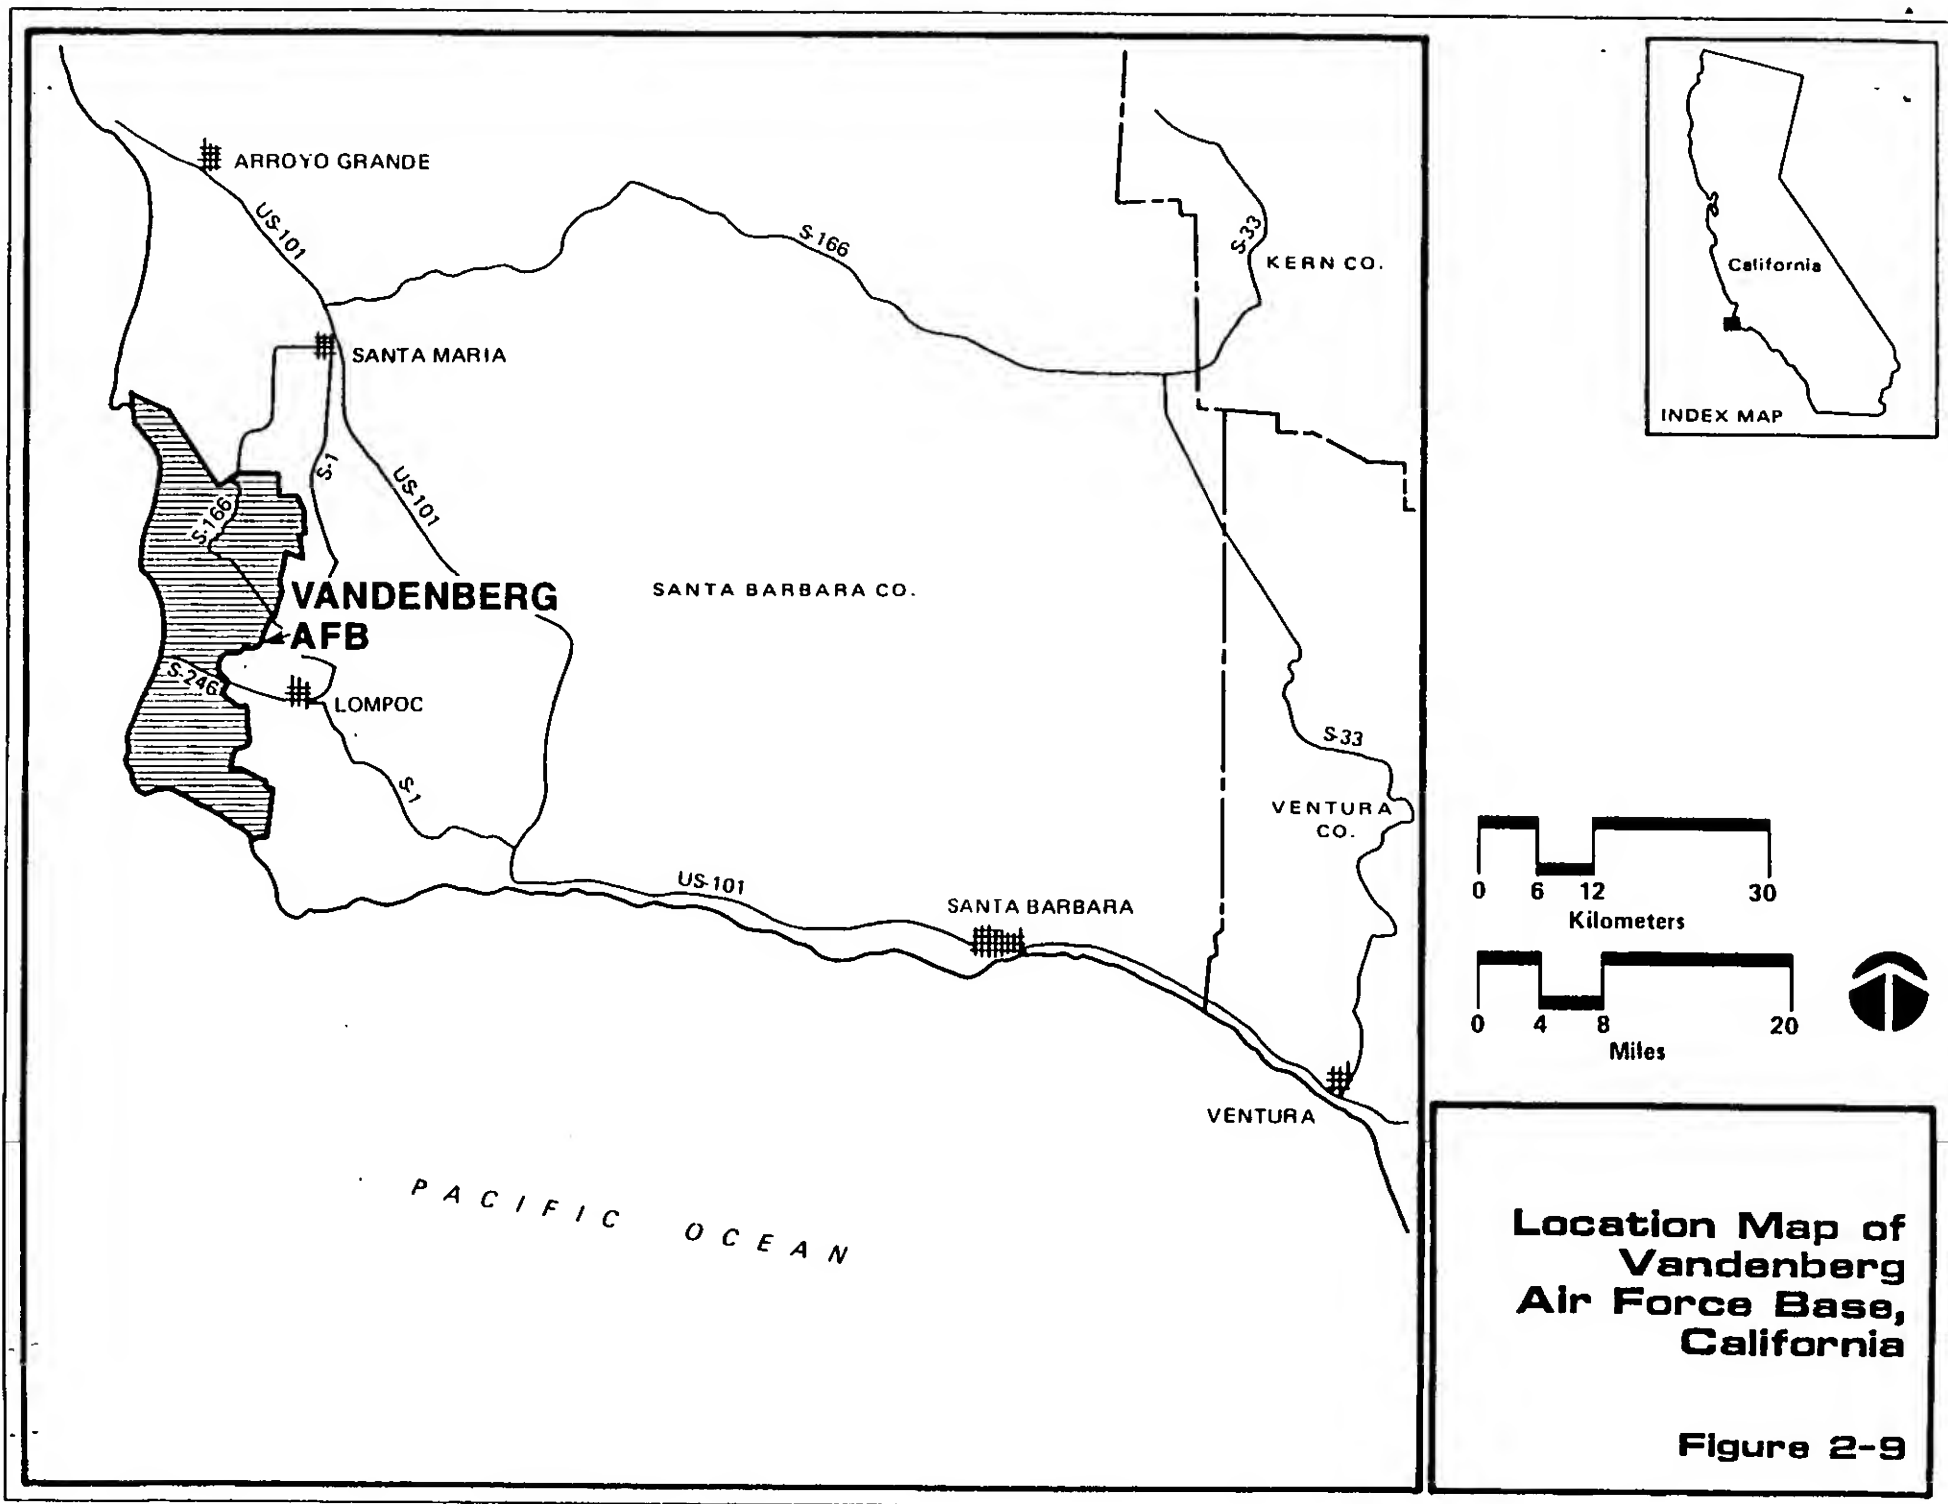 ARROYO GRANDE
US-101
S-166
S-33
KERN CO.
SANTA MARIA
S-1
US-101
S-166
VANDENBERG
AFB
SANTA BARBARA CO.
S-246
LOMPOC
S-33
S-1
VENTURA
CO.
US-101
SANTA BARBARA
VENTURA
PACIFIC OCEAN
California
INDEX MAP
0 6 12 30
Kilometers
0 4 8 20
Miles
Location Map of
Vandenberg
Air Force Base,
California
Figure 2-9